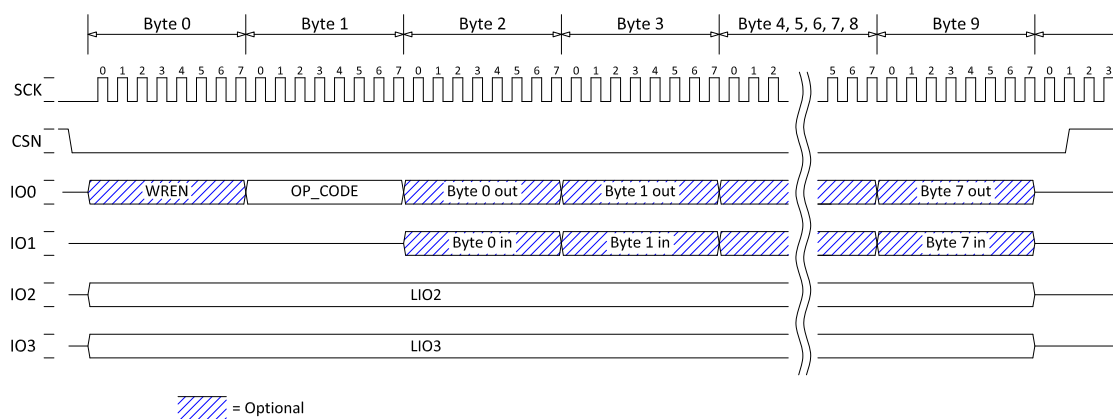 Byte 0 Byte 1 Byte 2 Byte 3 Byte 4, 5, 6, 7, 8 Byte 9
0 1 2 3 4 5 6 7 0 1 2 3 4 5 6 7 0 1 2 3 4 5 6 7 0 1 2 3 4 5 6 7 0 1 2 5 6 7 0 1 2 3 4 5 6 7 0 1 2 3
SCK
CSN
IO0 WREN OP_CODE Byte 0 out Byte 1 out Byte 7 out
IO1 Byte 0 in Byte 1 in Byte 7 in
IO2 LIO2
IO3 LIO3
= Optional